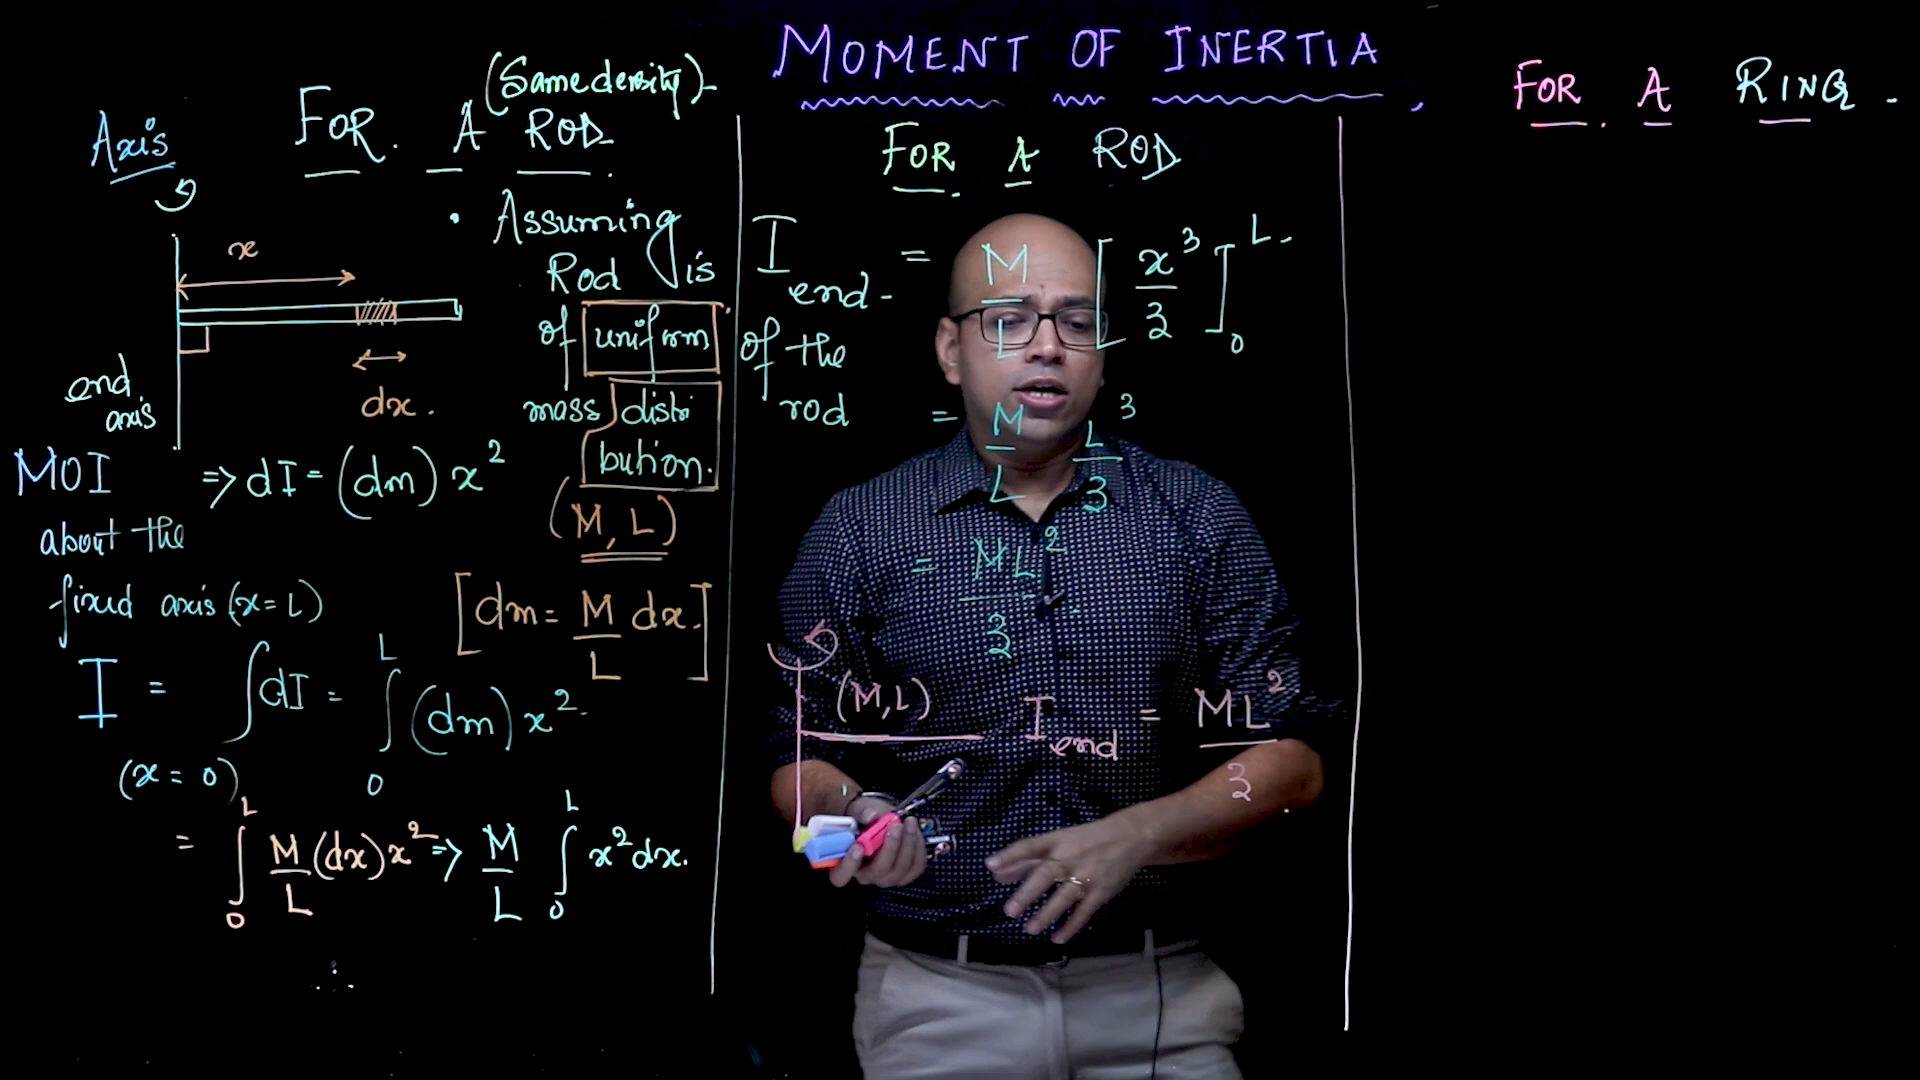 MOMENT OF INERTIA,
Axis
FOR A ROD
(Same density)
x
end axis
dx.
• Assuming
Rod is
of uniform
mass distri
bution.
(M, L)
MOI ⇒ dI = (dm) x²
about the
fixed axis (x = L)
[dm = M/L dx.]
I = ∫dI = ∫₀ᴸ (dm) x².
(x = 0)
= ∫₀ᴸ M/L (dx) x² ⇒ M/L ∫₀ᴸ x² dx.
∴
FOR A ROD
I end = M/L [x³/3]₀ᴸ
of the
rod = M/L L³/3
= ML²/3
(M, L) I end = ML²/3
FOR A RING